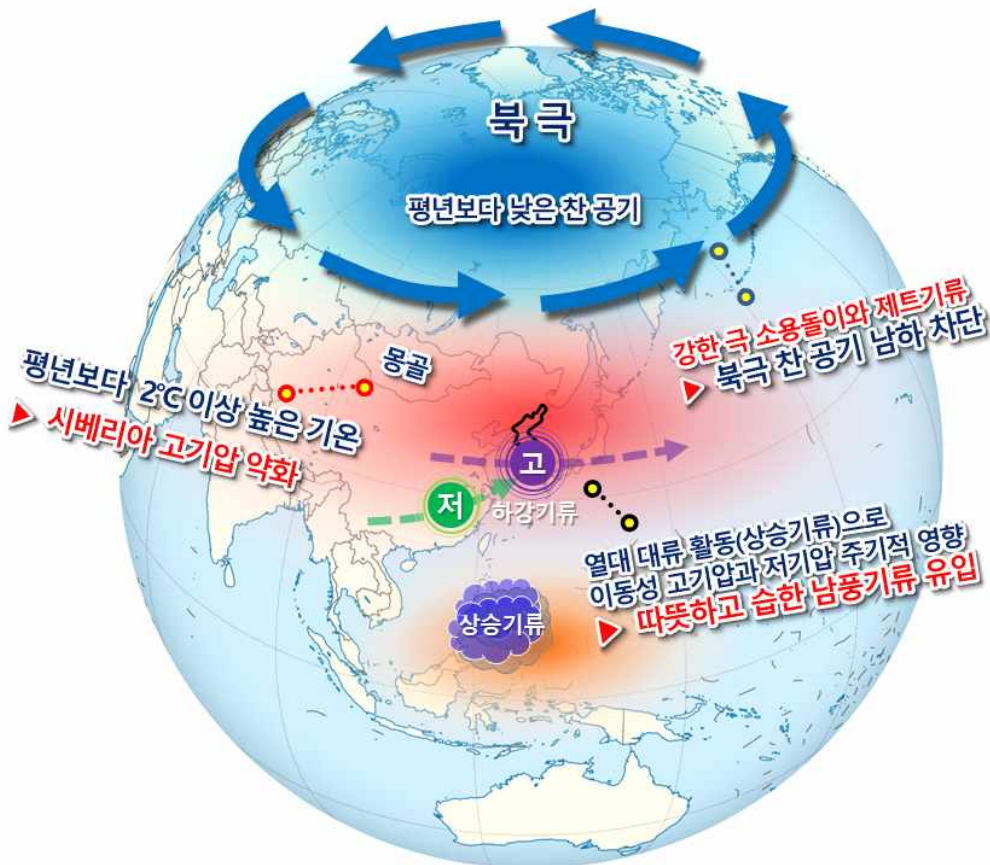 북 극
평년보다 낮은 찬 공기
강한 극 소용돌이와 제트기류
▶ 북극 찬 공기 남하 차단
몽골
평년보다 2℃ 이상 높은 기온
▶ 시베리아 고기압 약화
고
저
하강기류
열대 대류 활동(상승기류)으로
이동성 고기압과 저기압 주기적 영향
▶ 따뜻하고 습한 남풍기류 유입
상승기류